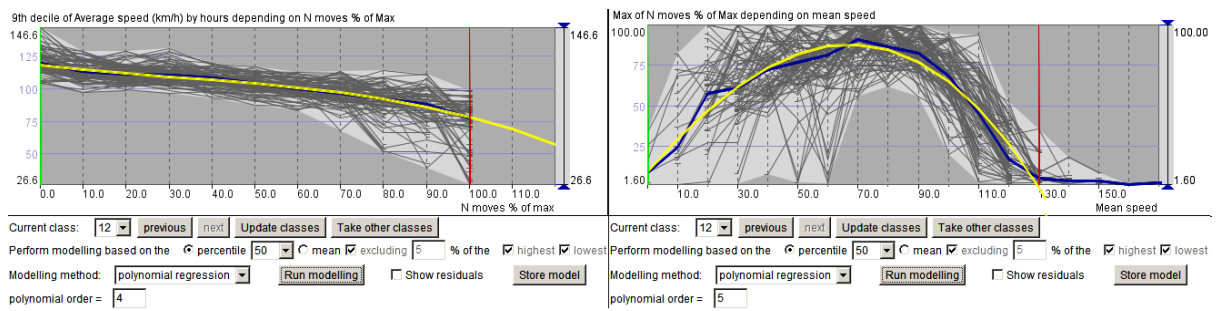 9th decile of Average speed (km/h) by hours depending on N moves % of Max
146.6
125
100
75
50
26.6
146.6
26.6
0.0 10.0 20.0 30.0 40.0 50.0 60.0 70.0 80.0 90.0 100.0 110.0
N moves % of max
Current class: 12 previous next Update classes Take other classes
Perform modelling based on the percentile 50 mean excluding 5 % of the highest lowest
Modelling method: polynomial regression Run modelling Show residuals Store model
polynomial order = 4
Max of N moves % of Max depending on mean speed
100.00
75
50
25
1.60
100.00
1.60
10.0 30.0 50.0 70.0 90.0 110.0 130.0 150.0
Mean speed
Current class: 12 previous next Update classes Take other classes
Perform modelling based on the percentile 50 mean excluding 5 % of the highest lowest
Modelling method: polynomial regression Run modelling Show residuals Store model
polynomial order = 5